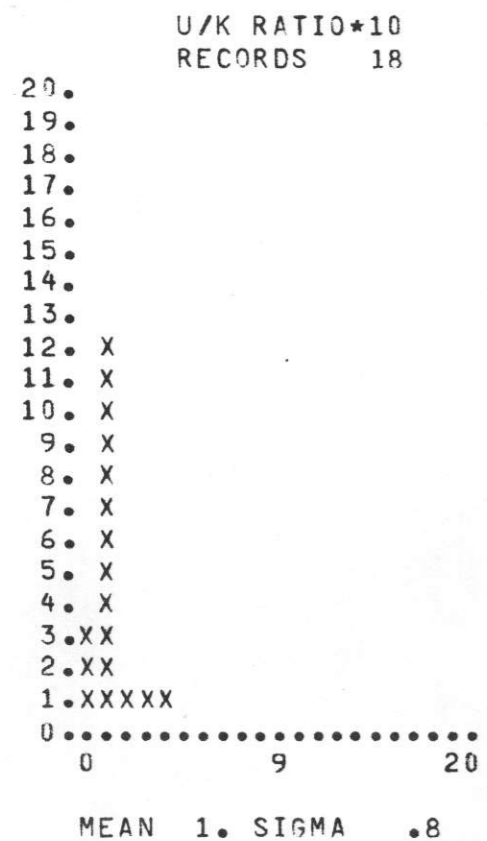 U/K RATIO*10
RECORDS 18
20.
19.
18.
17.
16.
15.
14.
13.
12. X
11. X
10. X
9. X
8. X
7. X
6. X
5. X
4. X
3.XX
2.XX
1.XXXXX
0......................
0 9 20
MEAN 1. SIGMA .8